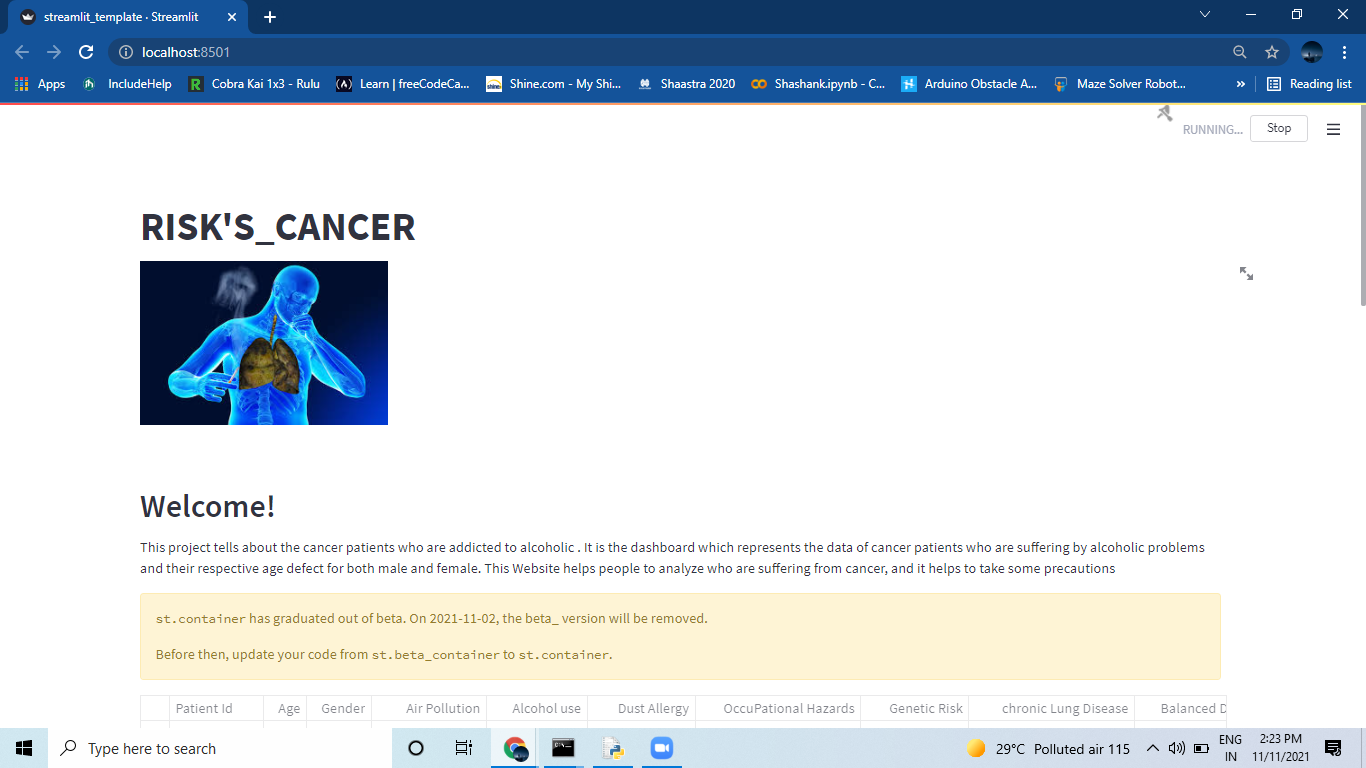 streamlit_template · Streamlit
localhost:8501
Apps IncludeHelp Cobra Kai 1x3 - Rulu Learn | freeCodeCa... Shine.com - My Shi... Shaastra 2020 Shashank.ipynb - C... Arduino Obstacle A... Maze Solver Robot... » Reading list
RUNNING... Stop
RISK'S_CANCER
Welcome!
This project tells about the cancer patients who are addicted to alcoholic . It is the dashboard which represents the data of cancer patients who are suffering by alcoholic problems
and their respective age defect for both male and female. This Website helps people to analyze who are suffering from cancer, and it helps to take some precautions
st.container has graduated out of beta. On 2021-11-02, the beta_ version will be removed.
Before then, update your code from st.beta_container to st.container.
Patient Id Age Gender Air Pollution Alcohol use Dust Allergy OccuPational Hazards Genetic Risk chronic Lung Disease Balanced D
Type here to search
29°C Polluted air 115
ENG
IN
2:23 PM
11/11/2021